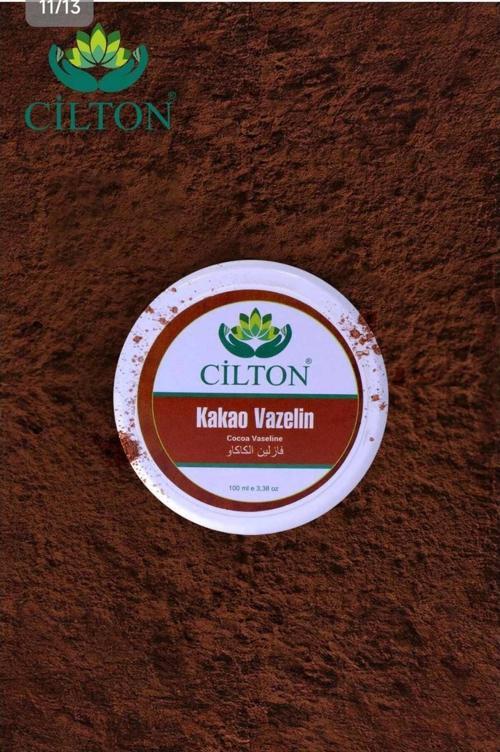 11/13
CİLTON®
CİLTON®
Kakao Vazelin
Cocoa Vaseline
فازلين الكاكاو
100 ml e 3,38 oz